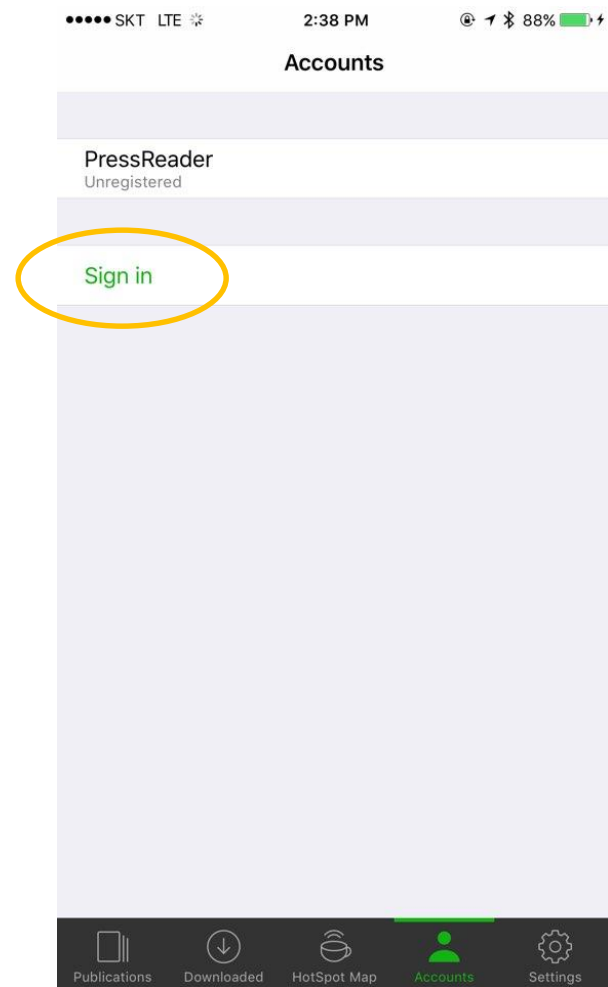 SKT LTE 2:38 PM 88%
Accounts
PressReader
Unregistered
Sign in
Publications Downloaded HotSpot Map Accounts Settings